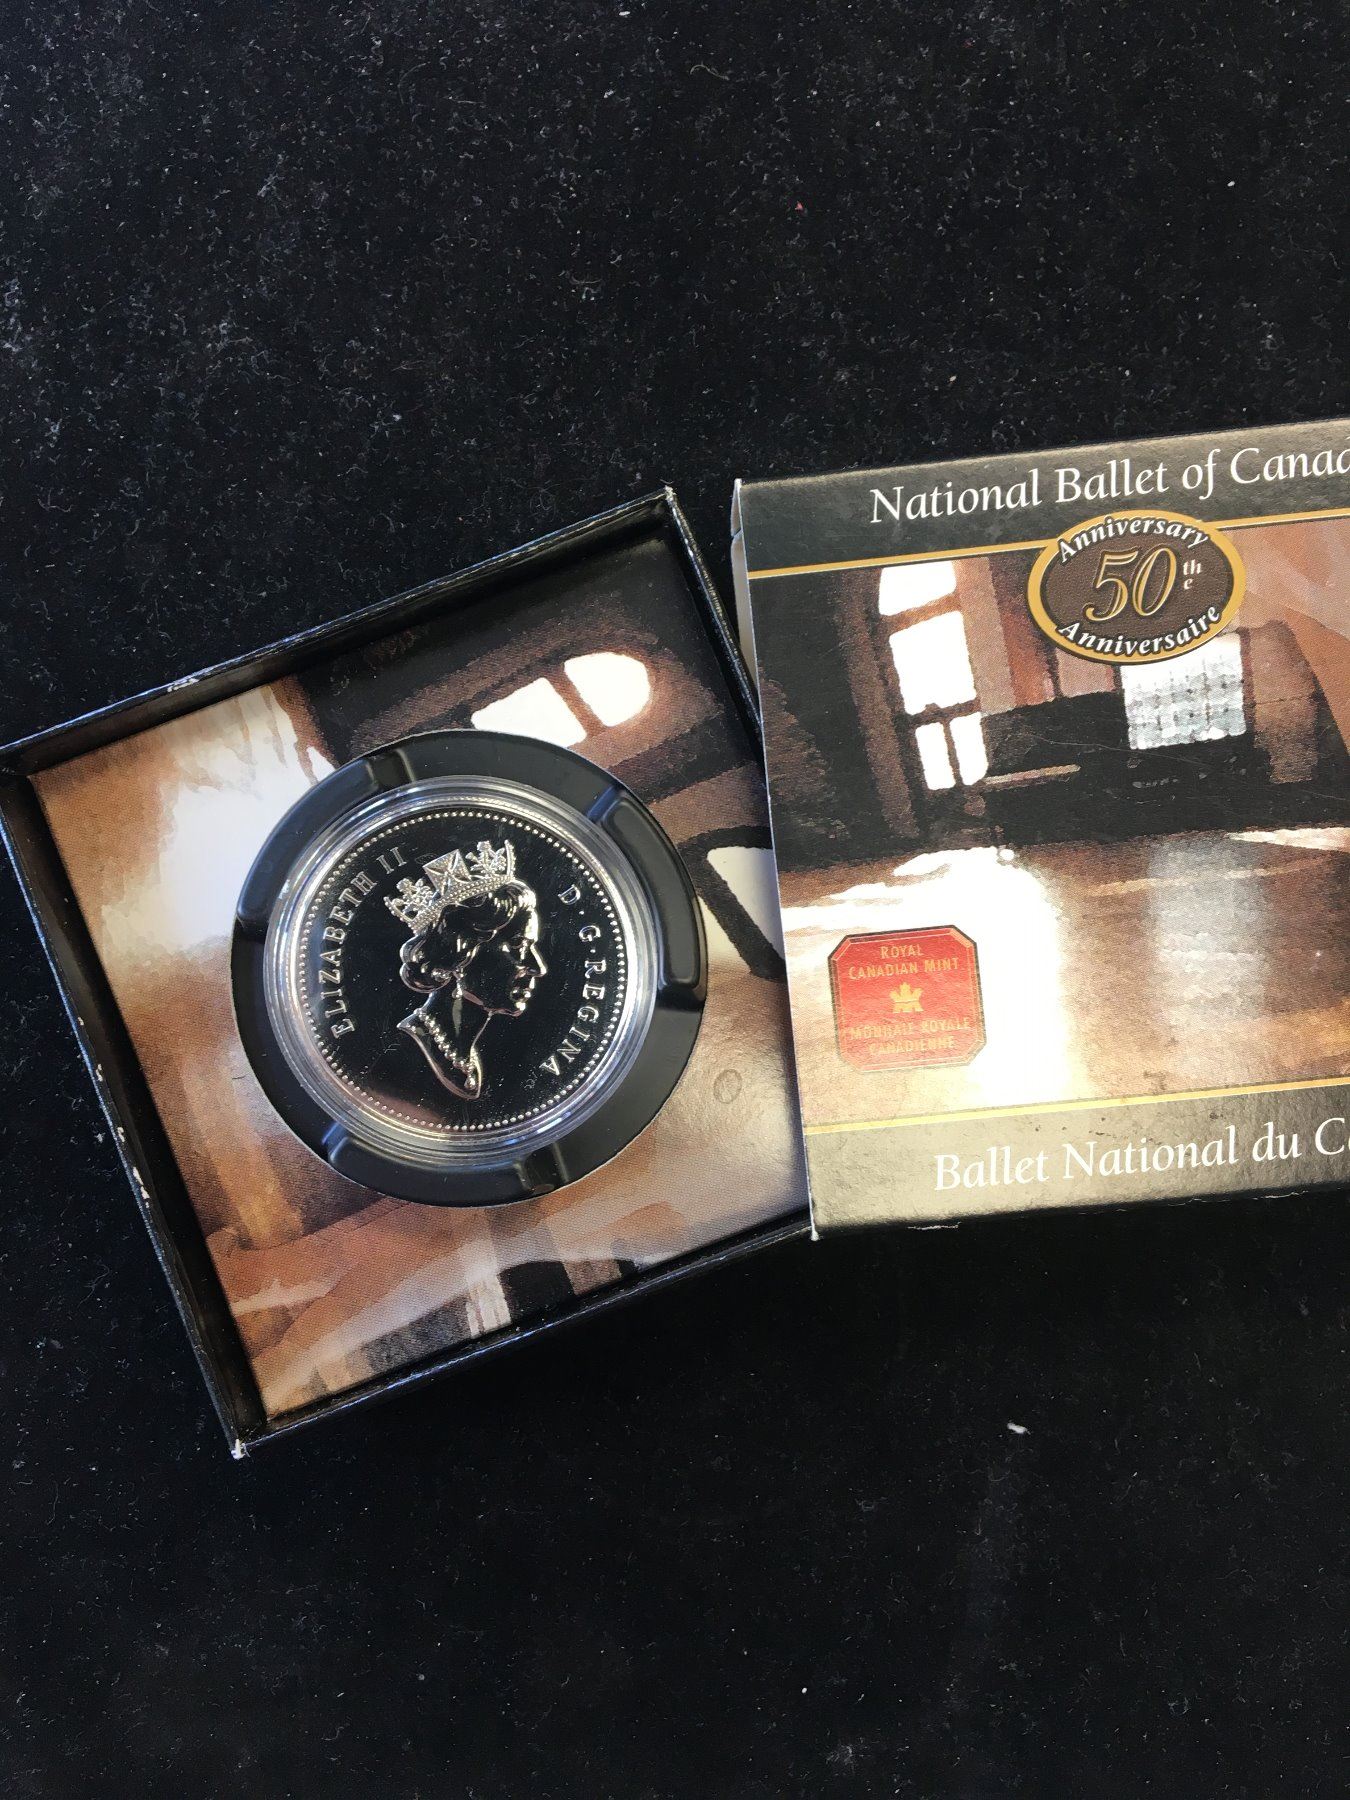 National Ballet of Canad
Anniversary
50th
e
Anniversaire
ROYAL
CANADIAN MINT
MONNAIE ROYALE
CANADIENNE
Ballet National du C
ELIZABETH II D·G·REGINA